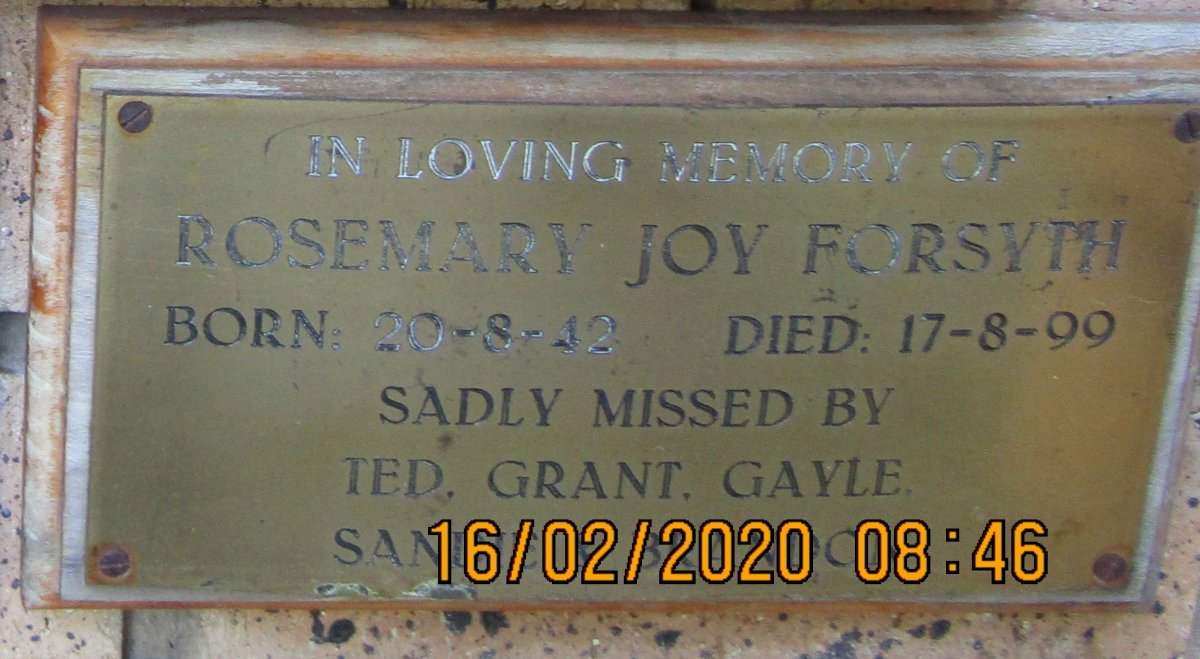 IN LOVING MEMORY OF
ROSEMARY JOY FORSYTH
BORN: 20-8-42 DIED: 17-8-99
SADLY MISSED BY
TED, GRANT, GAYLE,
16/02/2020 08:46